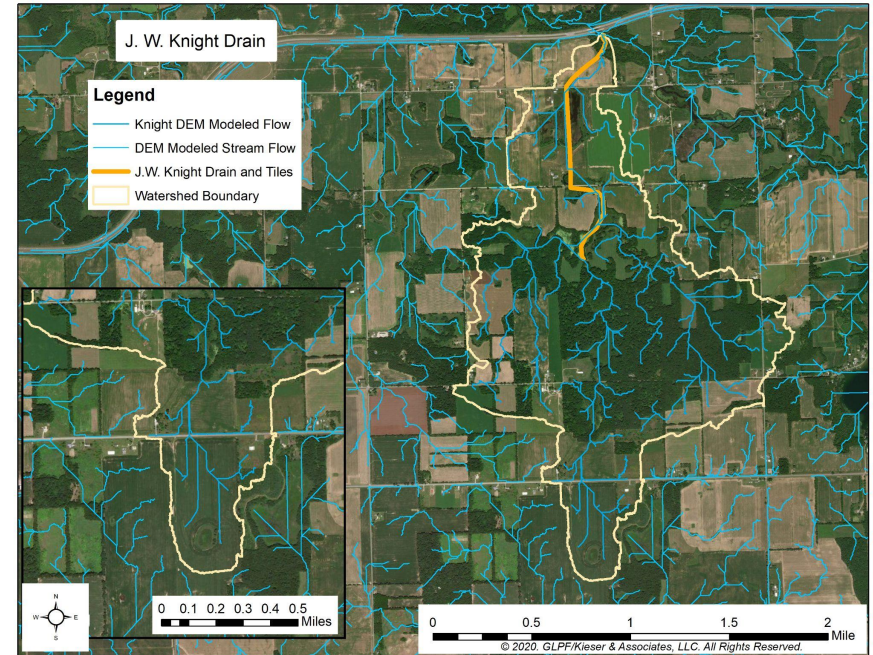 J. W. Knight Drain
Legend
Knight DEM Modeled Flow
DEM Modeled Stream Flow
J.W. Knight Drain and Tiles
Watershed Boundary
N
W E
S
0 0.1 0.2 0.3 0.4 0.5
Miles
0 0.5 1 1.5 2
Mile
© 2020. GLPF/Kieser & Associates, LLC. All Rights Reserved.